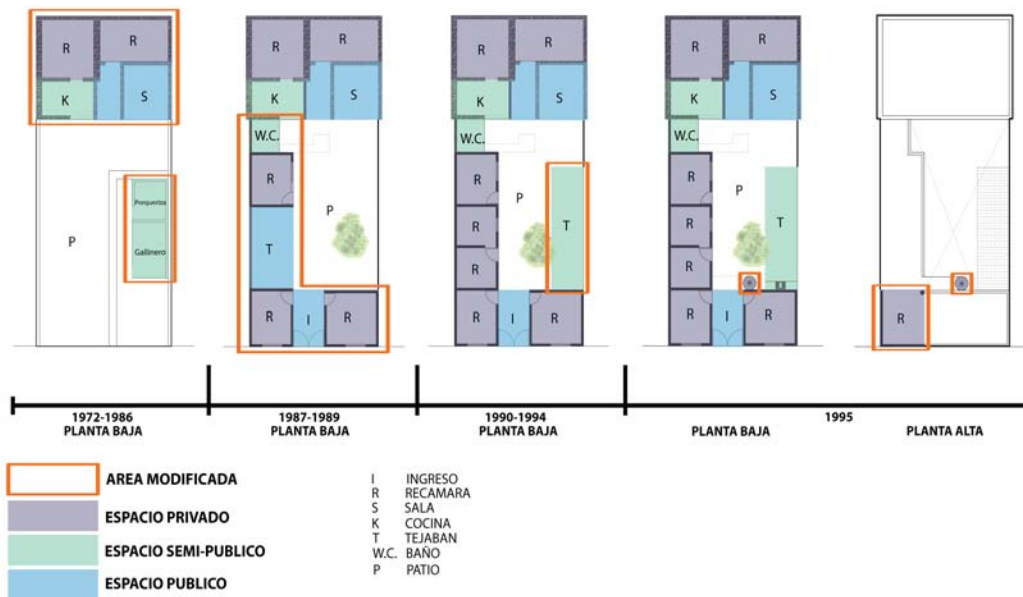 R R
K S
Porqueriza
Gallinero
P
R R
K S
W.C.
R
P
T
R I R
R R
K S
W.C.
R
P
R
T
R
R I R
R R
K S
W.C.
R
P
R
T
R
R I R
R
1972-1986
PLANTA BAJA
1987-1989
PLANTA BAJA
1990-1994
PLANTA BAJA
1995
PLANTA BAJA
PLANTA ALTA
AREA MODIFICADA
ESPACIO PRIVADO
ESPACIO SEMI-PUBLICO
ESPACIO PUBLICO
I INGRESO
R RECAMARA
S SALA
K COCINA
T TEJABAN
W.C. BAÑO
P PATIO